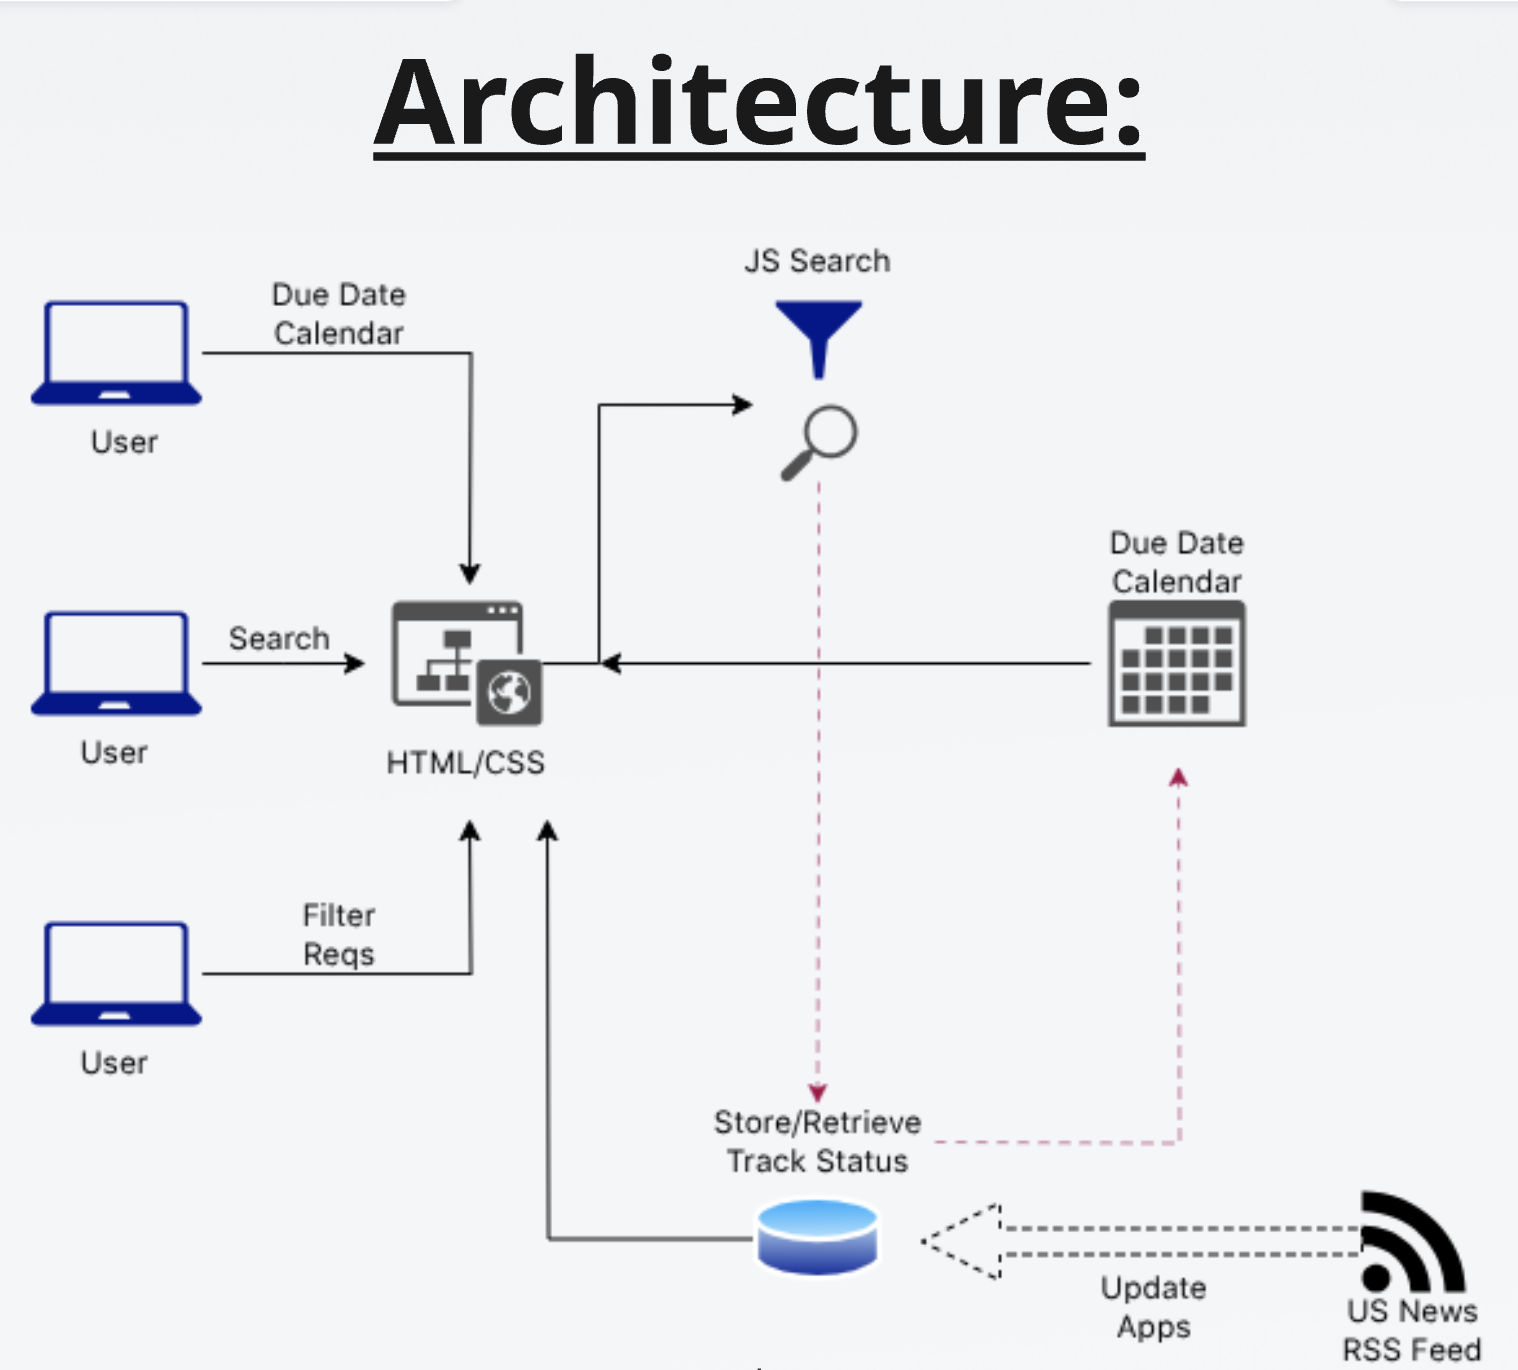 Architecture:
JS Search
Due Date
Calendar
User
Due Date
Calendar
Search
User
HTML/CSS
Filter
Reqs
User
Store/Retrieve
Track Status
Update
Apps
US News
RSS Feed